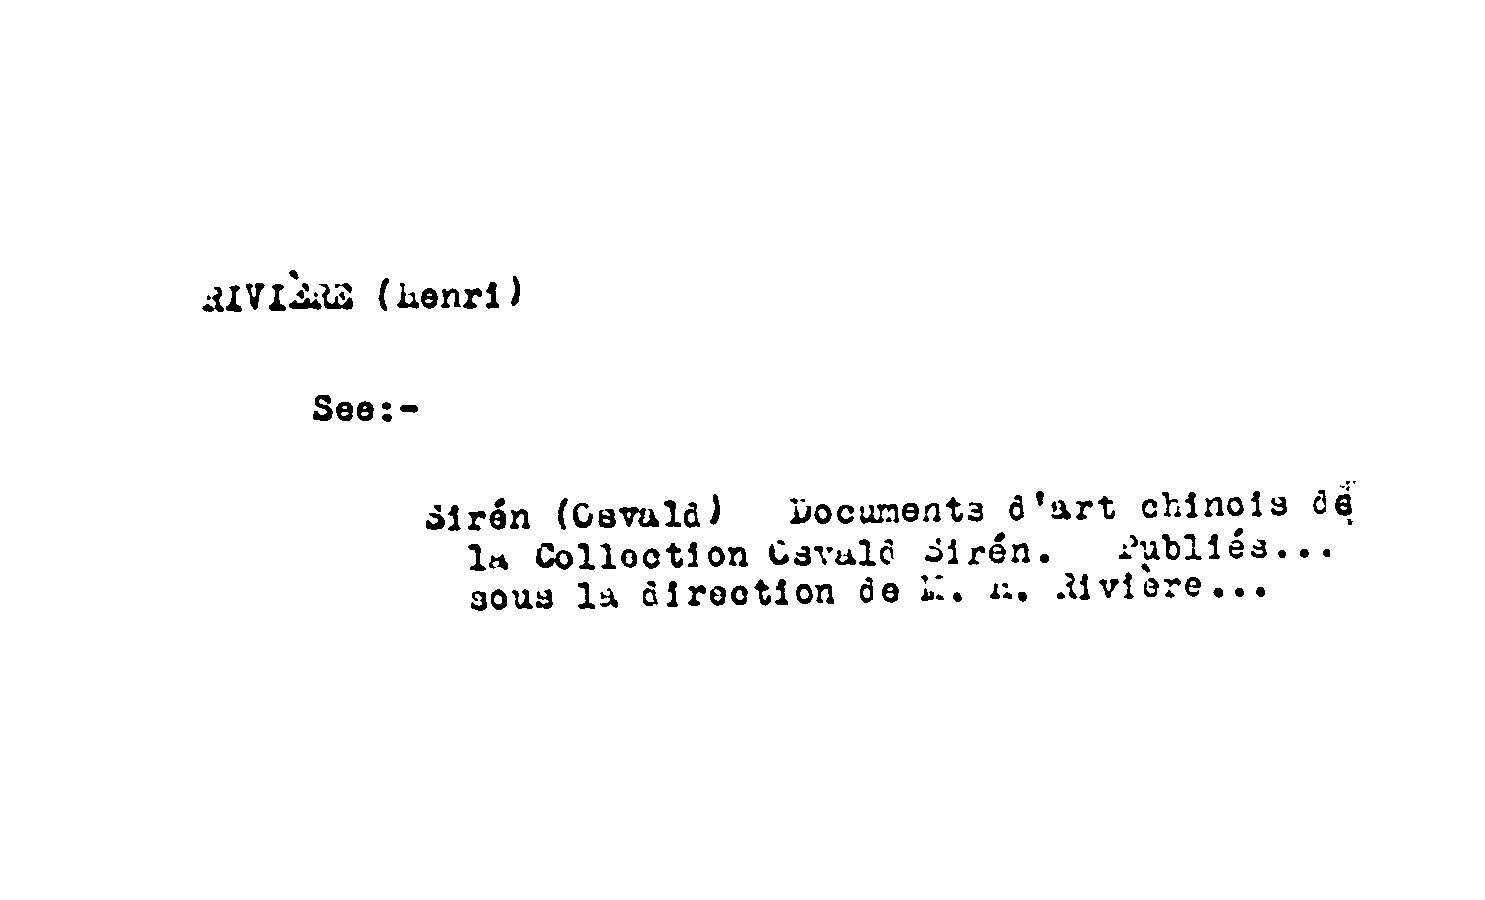 RIVIÈRE (Henri)
See:-
Sirén (Osvald) Documents d'art chinois de
la Collection Osvald Sirén. Publiés...
sous la direction de M. H. Rivière...